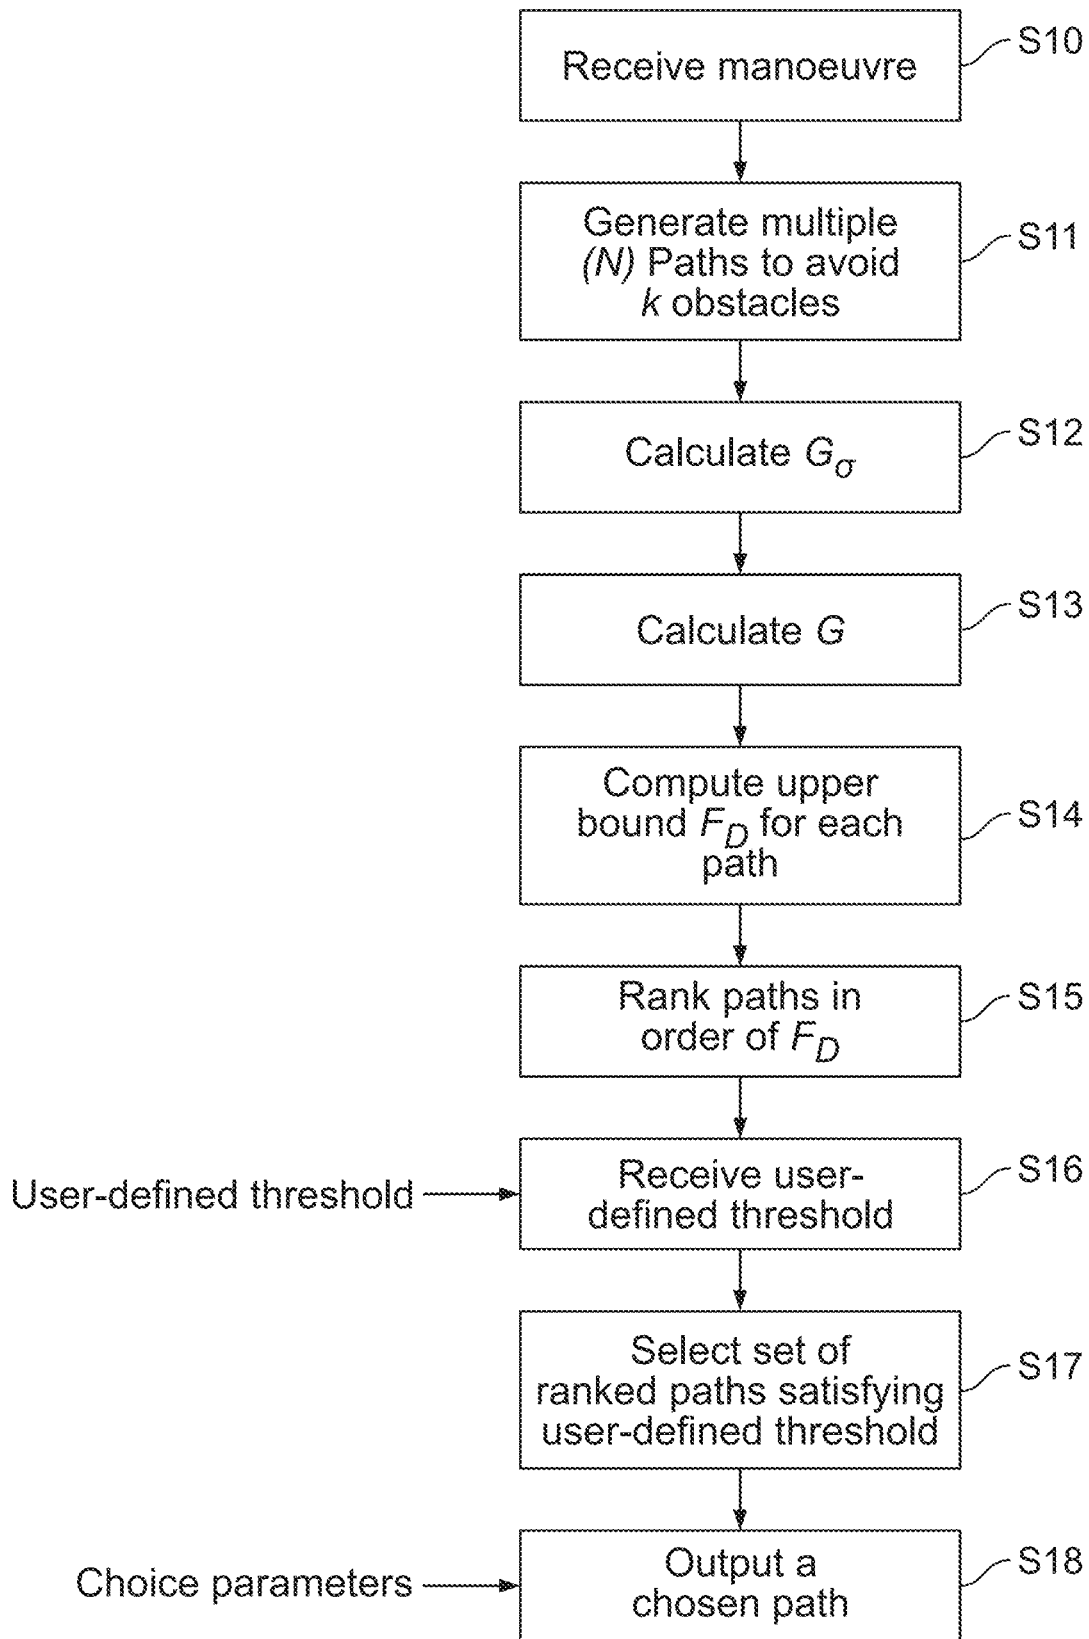 Receive manoeuvre
S10
Generate multiple
(N) Paths to avoid
k obstacles
S11
Calculate Gσ
S12
Calculate G
S13
Compute upper
bound FD for each
path
S14
Rank paths in
order of FD
S15
User-defined threshold
Receive user-
defined threshold
S16
Select set of
ranked paths satisfying
user-defined threshold
S17
Choice parameters
Output a
chosen path
S18